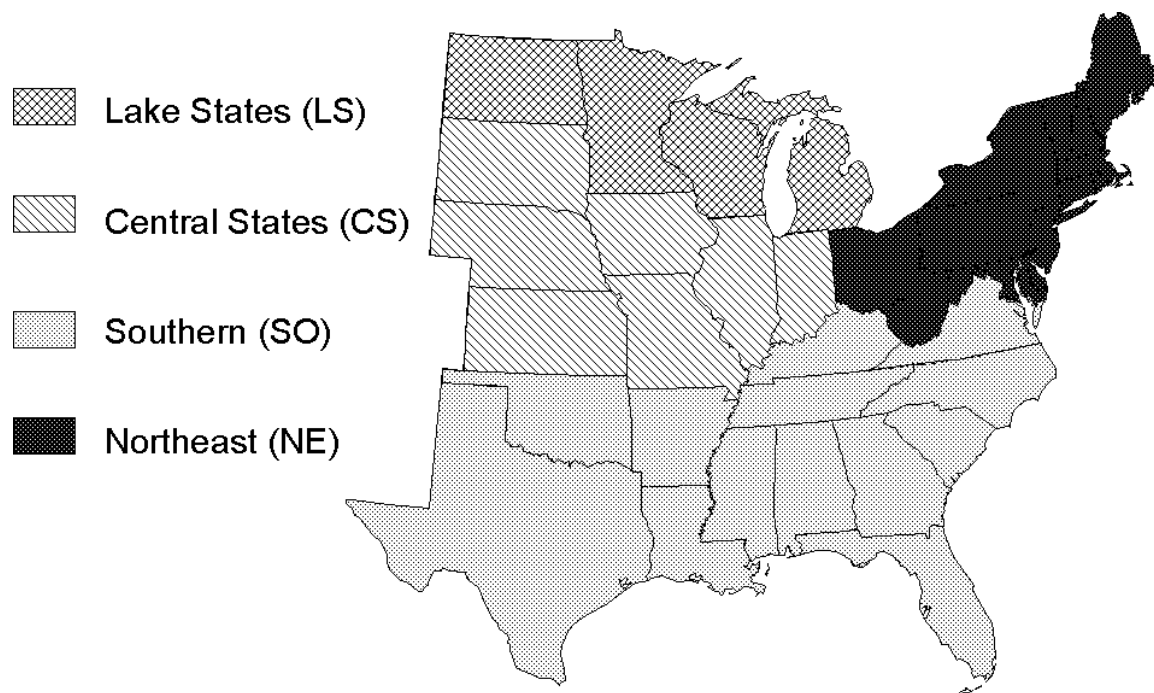 Lake States (LS)
Central States (CS)
Southern (SO)
Northeast (NE)